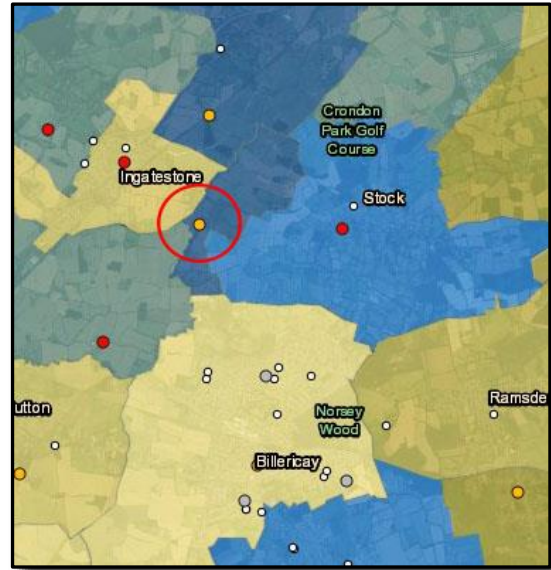 Crondon
Park Golf
Course
Ingatestone
Stock
utton
Norsey
Wood
Ramsde
Billericay